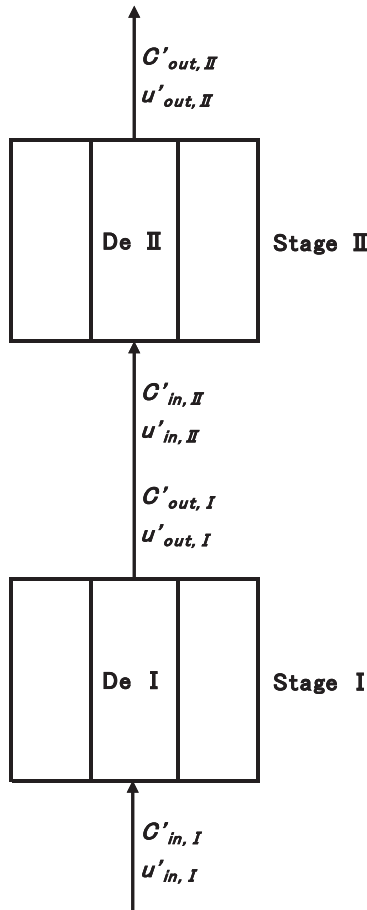 C'out, Ⅱ
u'out, Ⅱ
De Ⅱ
Stage Ⅱ
C'in, Ⅱ
u'in, Ⅱ
C'out, Ⅰ
u'out, Ⅰ
De Ⅰ
Stage Ⅰ
C'in, Ⅰ
u'in, Ⅰ